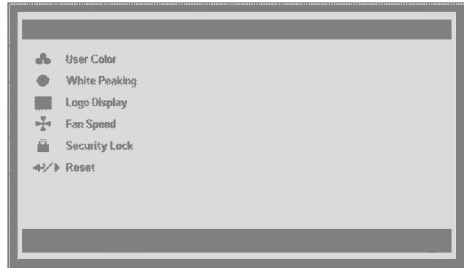 User Color
White Peaking
Logo Display
Fan Speed
Security Lock
Reset